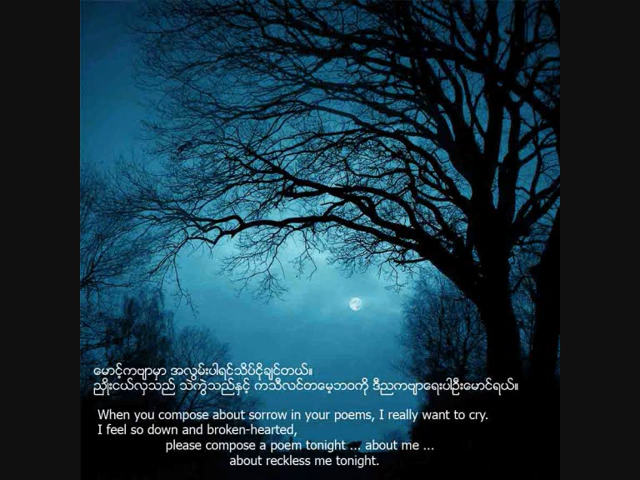 မောင့်ကဗျာမှာ အလွမ်းပါရင်သိပ်ငိုချင်တယ်။
ညှိုးငယ်လှသည် သဲကွဲသည်နှင့် ကသီလင်တမေ့ဘဝကို ဒီညကဗျာရေးပါဦးမောင်ရယ်။
When you compose about sorrow in your poems, I really want to cry.
I feel so down and broken-hearted,
please compose a poem tonight ... about me ...
about reckless me tonight.